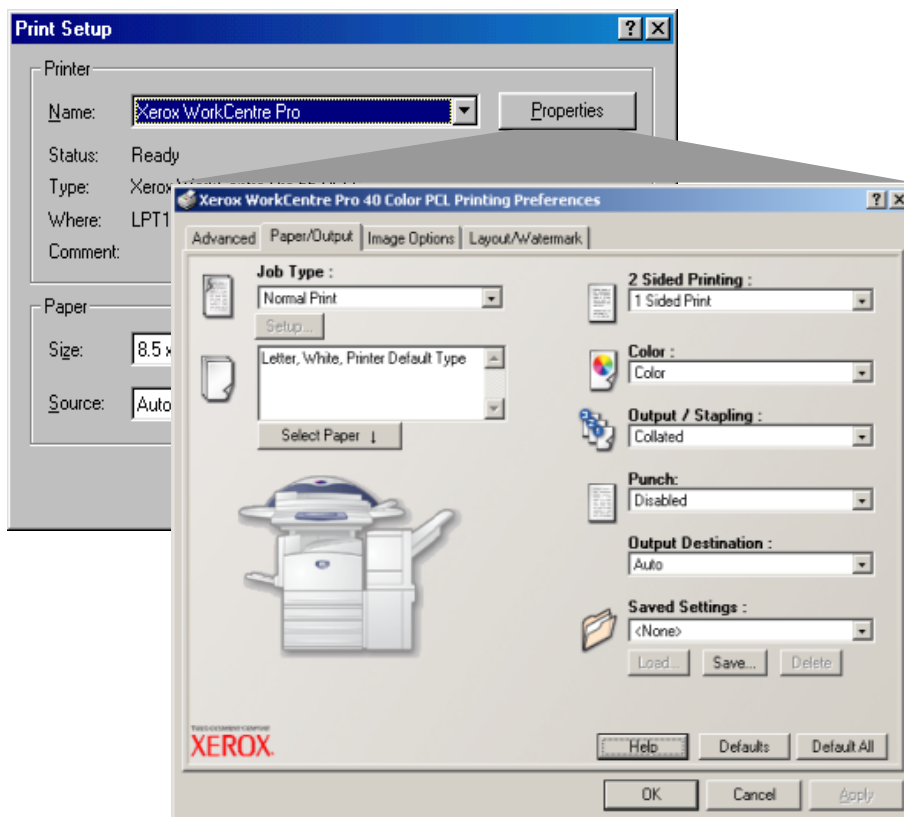 Print Setup
Printer
Name: Xerox WorkCentre Pro Properties
Status: Ready
Type: Xerox
Where: LPT1
Comment:
Paper
Size: 8.5 x
Source: Auto
Xerox WorkCentre Pro 40 Color PCL Printing Preferences
Advanced Paper/Output Image Options Layout/Watermark
Job Type :
Normal Print
Setup...
Letter, White, Printer Default Type
Select Paper ↓
2 Sided Printing :
1 Sided Print
Color :
Color
Output / Stapling :
Collated
Punch:
Disabled
Output Destination :
Auto
Saved Settings :
<None>
Load... Save... Delete
THE DOCUMENT COMPANY
XEROX.
Help Defaults Default All
OK Cancel Apply